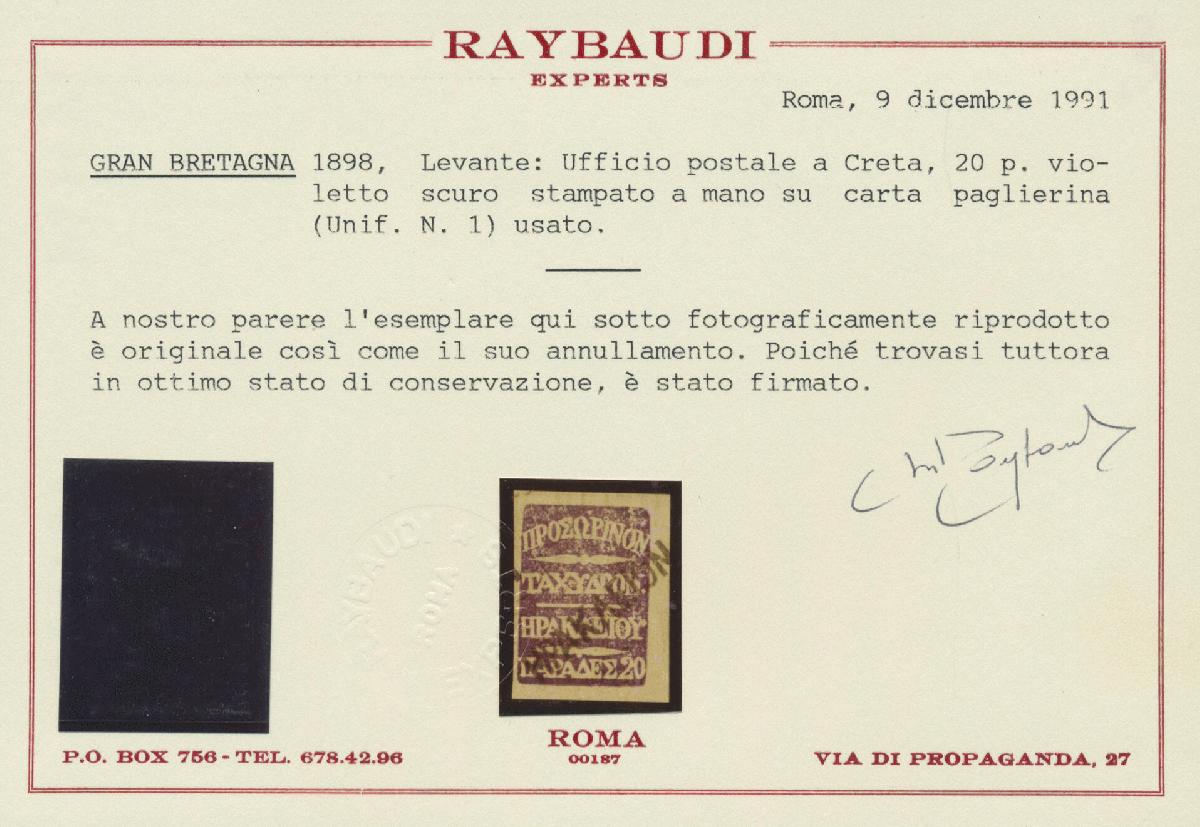 RAYBAUDI
EXPERTS
Roma, 9 dicembre 1991
GRAN BRETAGNA 1898, Levante: Ufficio postale a Creta, 20 p. vio-
letto scuro stampato a mano su carta paglierina
(Unif. N. 1) usato.
A nostro parere l'esemplare qui sotto fotograficamente riprodotto
è originale così come il suo annullamento. Poiché trovasi tuttora
in ottimo stato di conservazione, è stato firmato.
RAYBAUDI
ROMA
ΠΡΟΣΩΡΙΝΟΝ
ΤΑΧΥΔΡΟΜ
ΗΡΑΚΛΕΙΟΥ
ΠΑΡΑΔΕΣ 20
ROMA
00187
P.O. BOX 756 - TEL. 678.42.96
VIA DI PROPAGANDA, 27